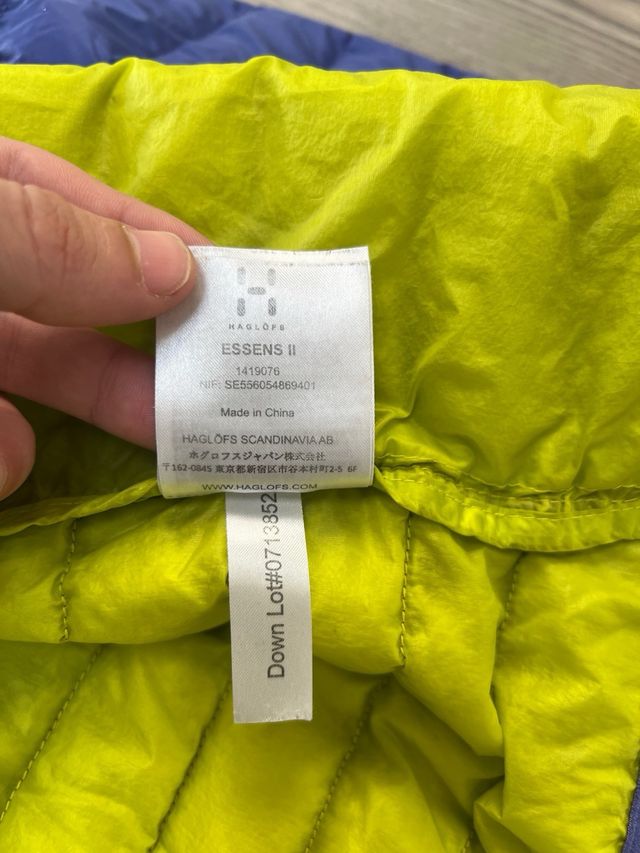 HAGLÖFS
ESSENS II
1419076
NIF: SE556054869401
Made in China
HAGLÖFS SCANDINAVIA AB
ホグロフスジャパン株式会社
〒162-0845 東京都新宿区市谷本村町2-5 6F
WWW.HAGLOFS.COM
Down Lot#0713852